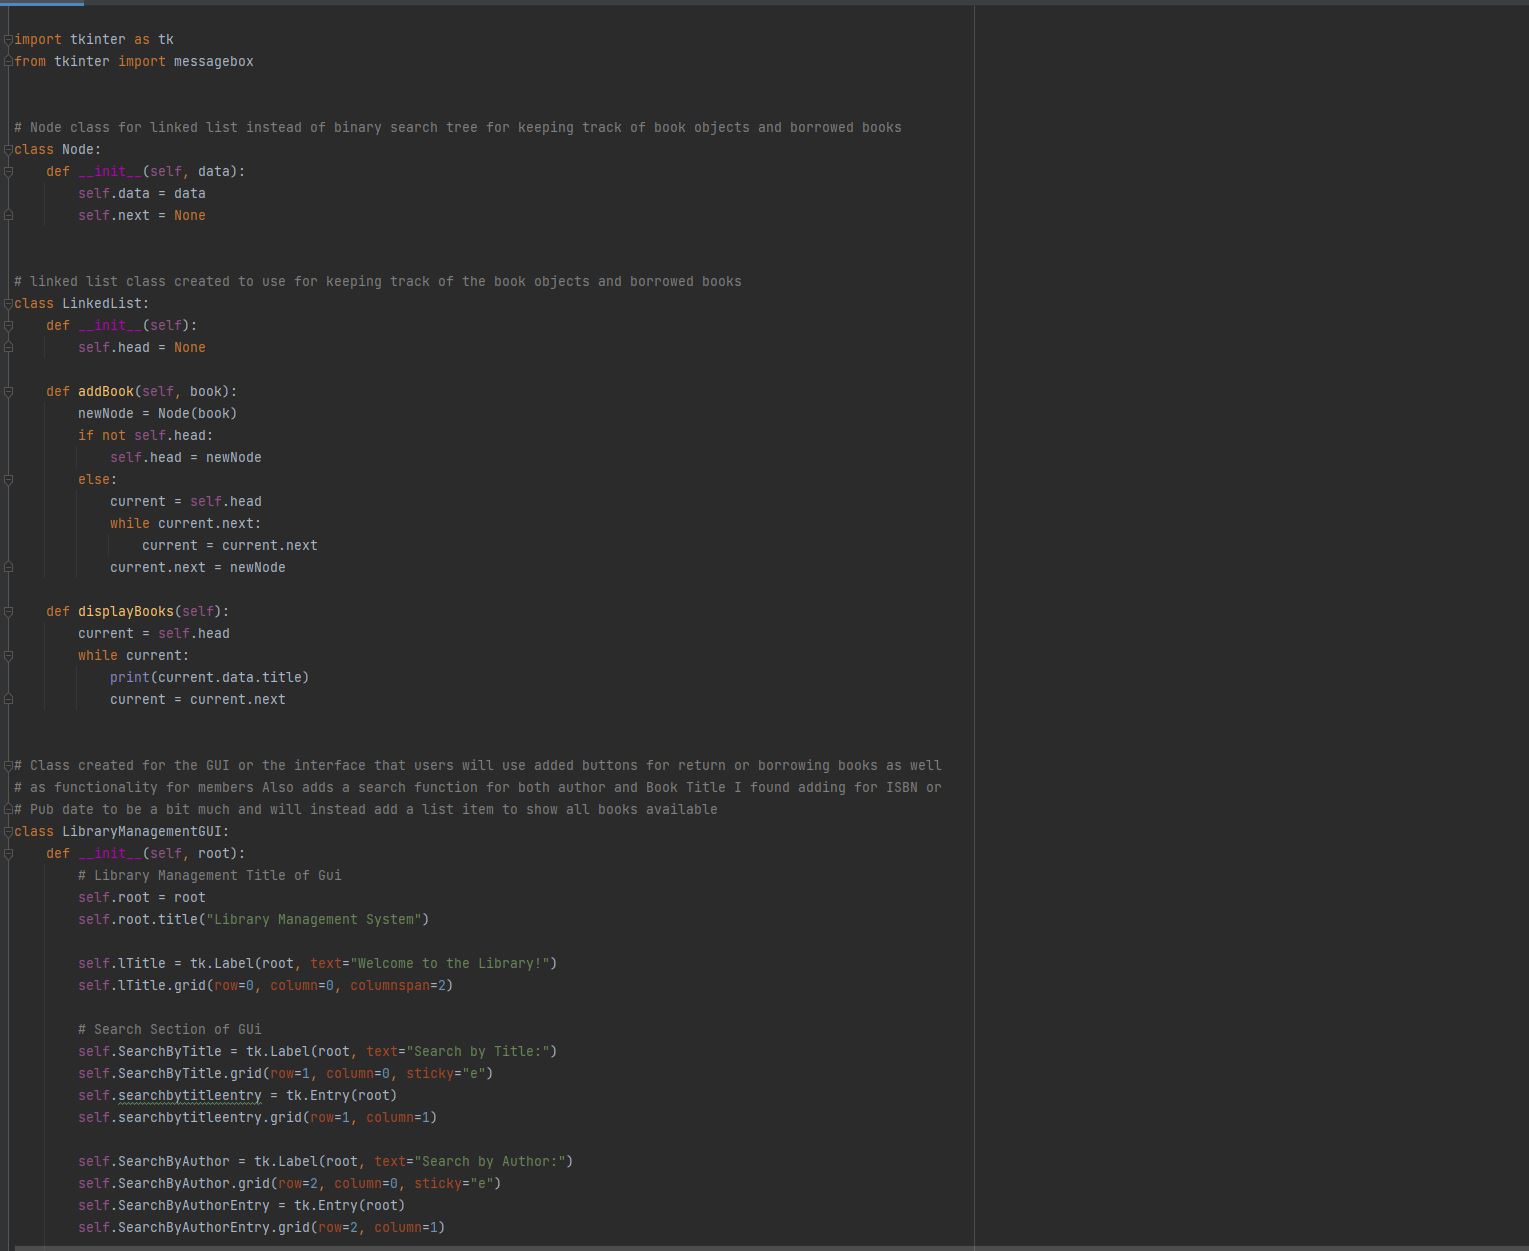 import tkinter as tk
from tkinter import messagebox
# Node class for linked list instead of binary search tree for keeping track of book objects and borrowed books
class Node:
    def __init__(self, data):
        self.data = data
        self.next = None
# linked list class created to use for keeping track of the book objects and borrowed books
class LinkedList:
    def __init__(self):
        self.head = None
    def addBook(self, book):
        newNode = Node(book)
        if not self.head:
            self.head = newNode
        else:
            current = self.head
            while current.next:
                current = current.next
            current.next = newNode
    def displayBooks(self):
        current = self.head
        while current:
            print(current.data.title)
            current = current.next
# Class created for the GUI or the interface that users will use added buttons for return or borrowing books as well
# as functionality for members Also adds a search function for both author and Book Title I found adding for ISBN or
# Pub date to be a bit much and will instead add a list item to show all books available
class LibraryManagementGUI:
    def __init__(self, root):
        # Library Management Title of Gui
        self.root = root
        self.root.title("Library Management System")
        self.lTitle = tk.Label(root, text="Welcome to the Library!")
        self.lTitle.grid(row=0, column=0, columnspan=2)
        # Search Section of GUi
        self.SearchByTitle = tk.Label(root, text="Search by Title:")
        self.SearchByTitle.grid(row=1, column=0, sticky="e")
        self.searchbytitleentry = tk.Entry(root)
        self.searchbytitleentry.grid(row=1, column=1)
        self.SearchByAuthor = tk.Label(root, text="Search by Author:")
        self.SearchByAuthor.grid(row=2, column=0, sticky="e")
        self.SearchByAuthorEntry = tk.Entry(root)
        self.SearchByAuthorEntry.grid(row=2, column=1)